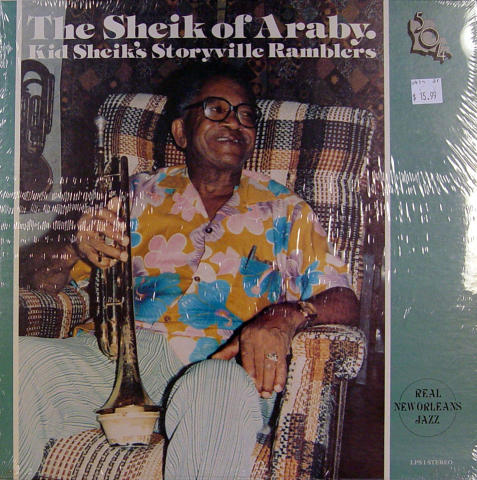 The Sheik of Araby.
Kid Sheik's Storyville Ramblers
504
$ 15.99
REAL
NEW ORLEANS
JAZZ
LPS 1 STEREO